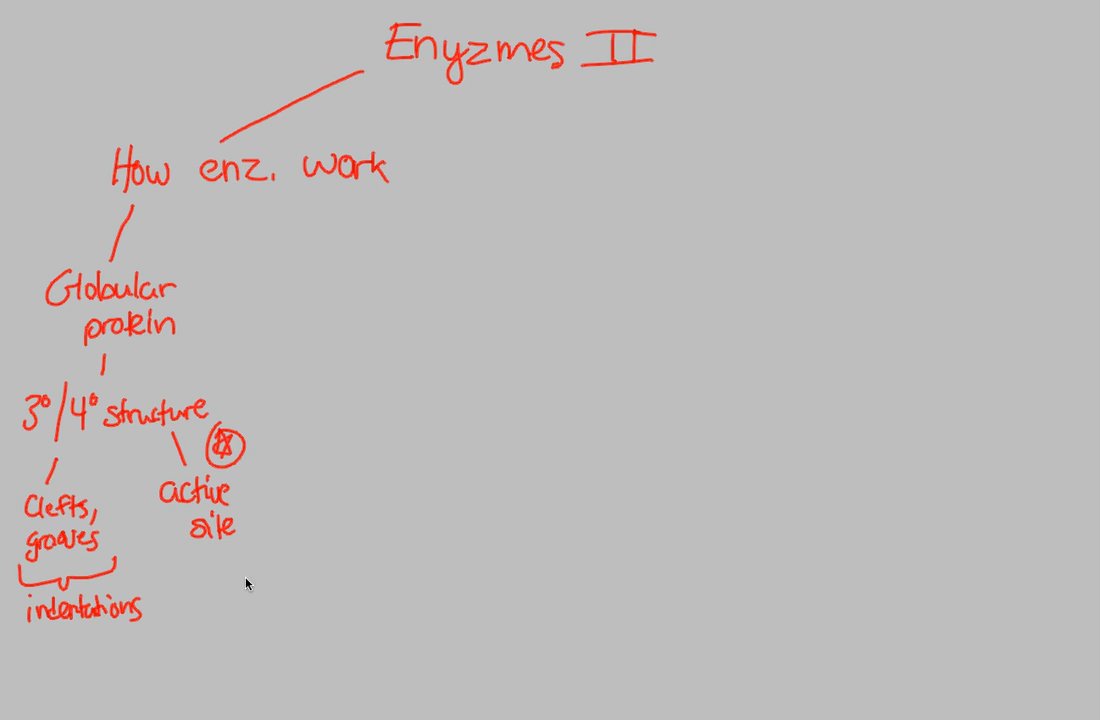 Enyzmes II
How enz. work
Globular
protein
3°/4° structure
Clefts,
grooves
active
site
indentations